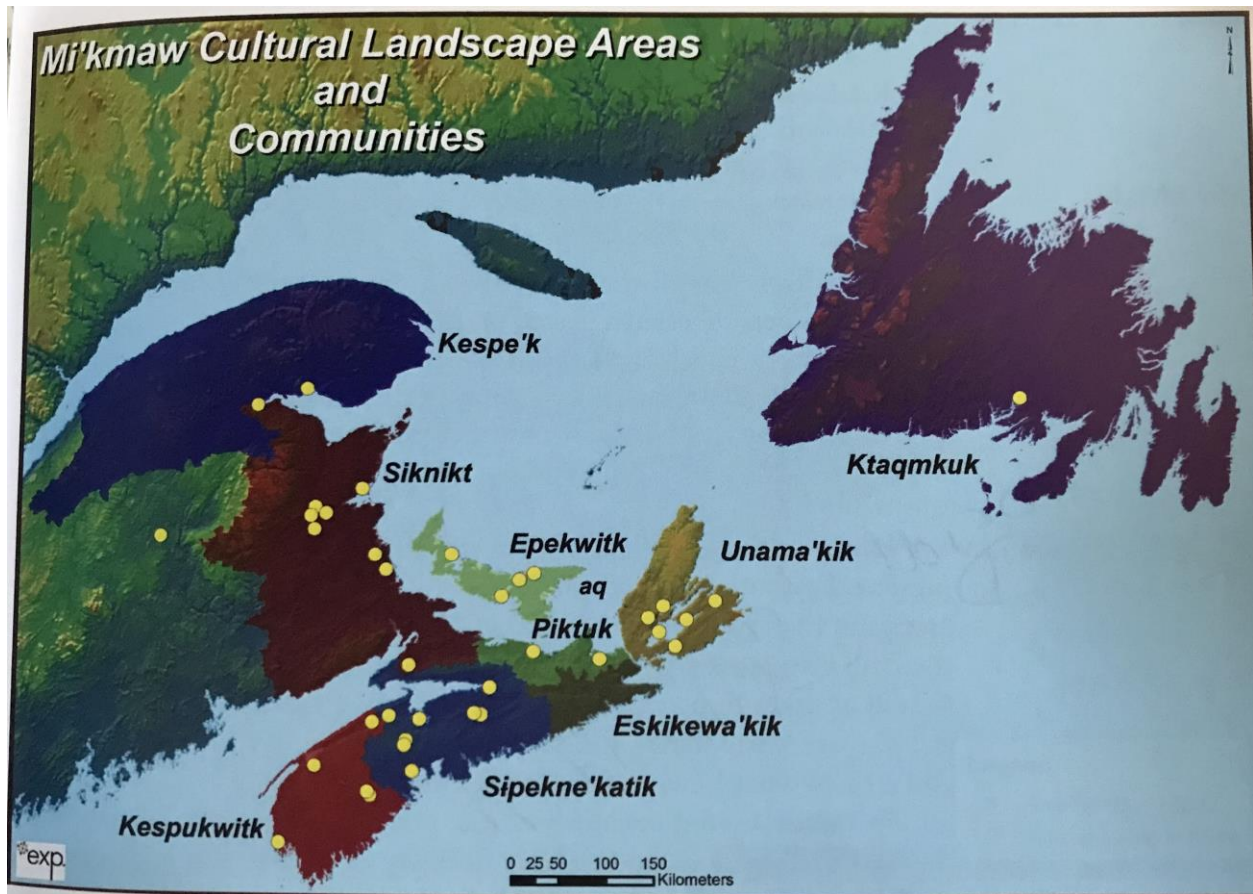 Mi'kmaw Cultural Landscape Areas
and
Communities
N
Kespe'k
Siknikt
Ktaqmkuk
Epekwitk
aq
Piktuk
Unama'kik
Eskikewa'kik
Sɨpekne'katik
Kespukwitk
exp.
0 25 50 100 150
Kilometers